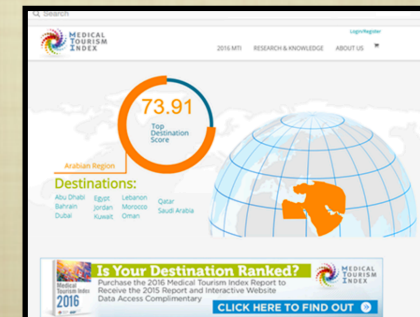 Search
MEDICAL
TOURISM
INDEX
Login/Register
2016 MTI RESEARCH & KNOWLEDGE ABOUT US
73.91
Top
Destination
Score
Arabian Region
Destinations:
Abu Dhabi Egypt Lebanon Qatar
Bahrain Jordan Morocco Saudi Arabia
Dubai Kuwait Oman
Medical
Tourism Index
2016
Is Your Destination Ranked?
Purchase the 2016 Medical Tourism Index Report to
Receive the 2015 Report and Interactive Website
Data Access Complimentary
MEDICAL
TOURISM
INDEX
CLICK HERE TO FIND OUT